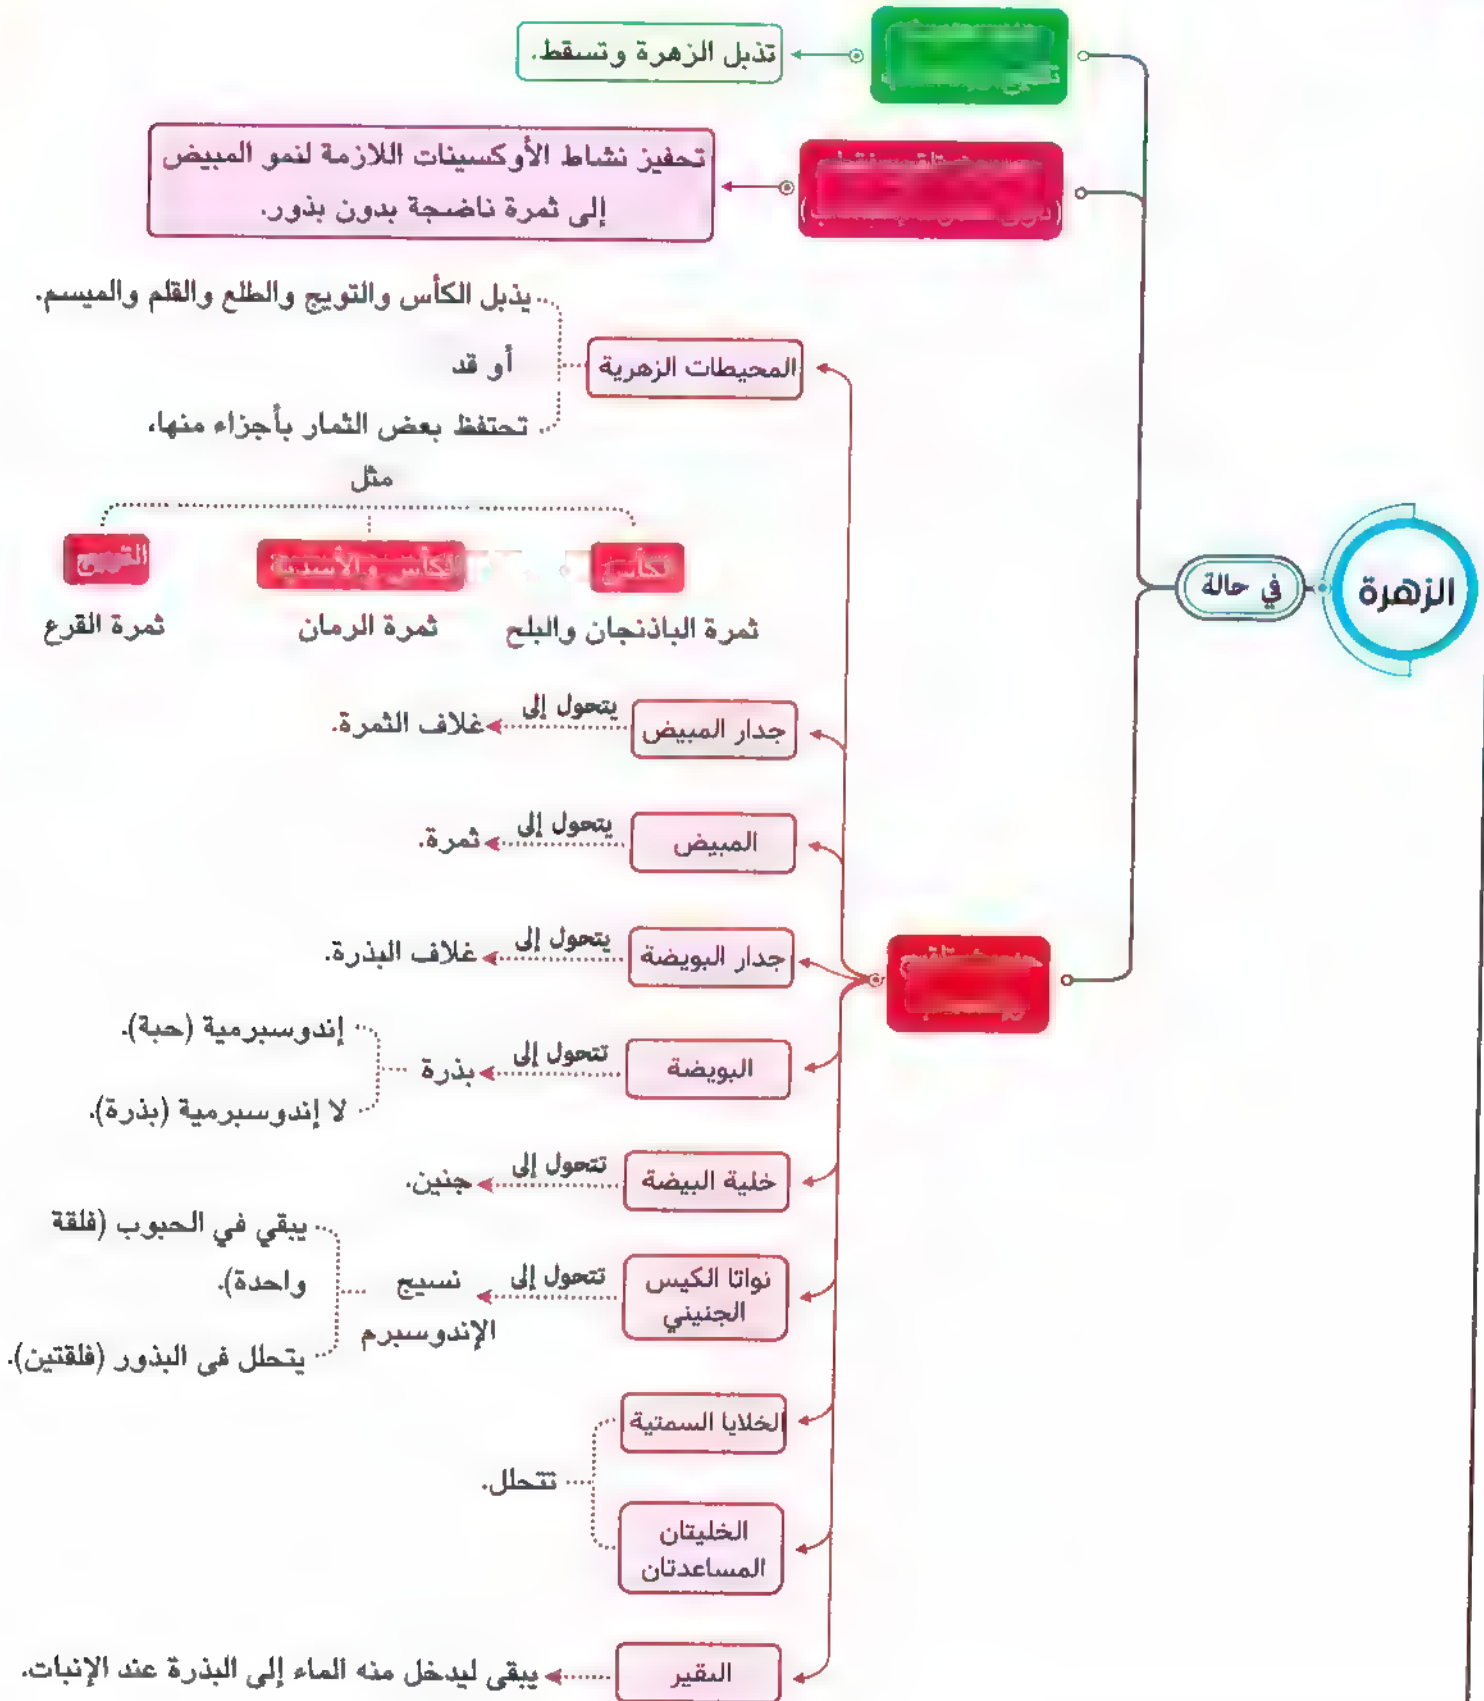 الزهرة
في حالة
تذبل الزهرة وتسقط.
تحفيز نشاط الأوكسينات اللازمة لنمو المبيض
إلى ثمرة ناضجة بدون بذور.
المحيطات الزهرية
يذبل الكأس والتويج والطلع والقلم والميسم.
أو قد
تحتفظ بعض الثمار بأجزاء منها،
مثل
الكأس
الكأس والأسدية
ثمرة الباذنجان والبلح
ثمرة الرمان
ثمرة القرع
جدار المبيض
يتحول إلى
غلاف الثمرة.
المبيض
يتحول إلى
ثمرة.
جدار البويضة
يتحول إلى
غلاف البذرة.
البويضة
تتحول إلى
بذرة
إندوسبرمية (حبة).
لا إندوسبرمية (بذرة).
خلية البيضة
تتحول إلى
جنين.
نواتا الكيس
الجنيني
تتحول إلى
نسيج
الإندوسبرم
يبقي في الحبوب (فلقة
واحدة).
يتحلل فى البذور (فلقتين).
الخلايا السمتية
الخليتان
المساعدتان
تتحلل.
النقير
يبقى ليدخل منه الماء إلى البذرة عند الإنبات.